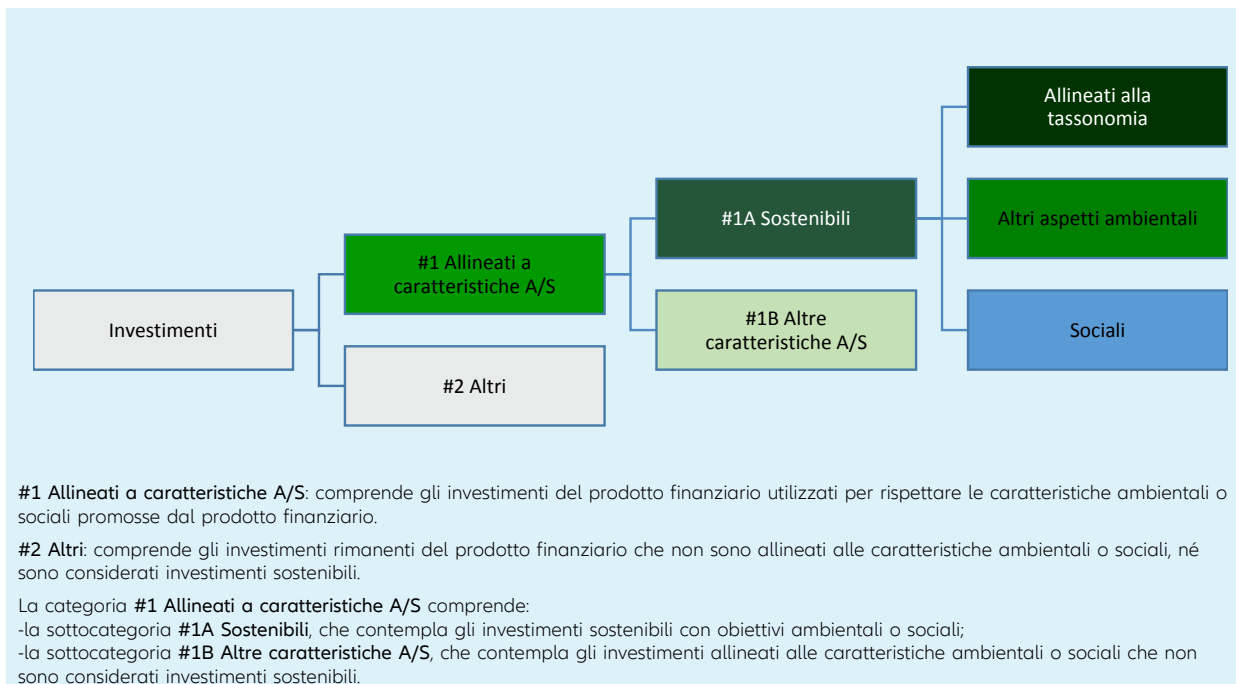 Allineati alla
tassonomia
#1A Sostenibili
Altri aspetti ambientali
#1 Allineati a
caratteristiche A/S
Investimenti
#1B Altre
caratteristiche A/S
Sociali
#2 Altri
#1 Allineati a caratteristiche A/S: comprende gli investimenti del prodotto finanziario utilizzati per rispettare le caratteristiche ambientali o
sociali promosse dal prodotto finanziario.
#2 Altri: comprende gli investimenti rimanenti del prodotto finanziario che non sono allineati alle caratteristiche ambientali o sociali, né
sono considerati investimenti sostenibili.
La categoria #1 Allineati a caratteristiche A/S comprende:
-la sottocategoria #1A Sostenibili, che contempla gli investimenti sostenibili con obiettivi ambientali o sociali;
-la sottocategoria #1B Altre caratteristiche A/S, che contempla gli investimenti allineati alle caratteristiche ambientali o sociali che non
sono considerati investimenti sostenibili.